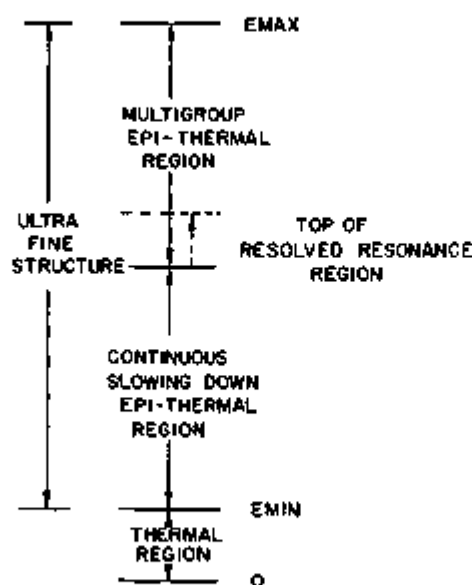 EMAX
MULTIGROUP
EPI-THERMAL
REGION
ULTRA
FINE
STRUCTURE
TOP OF
RESOLVED RESONANCE
REGION
CONTINUOUS
SLOWING DOWN
EPI-THERMAL
REGION
EMIN
THERMAL
REGION
O